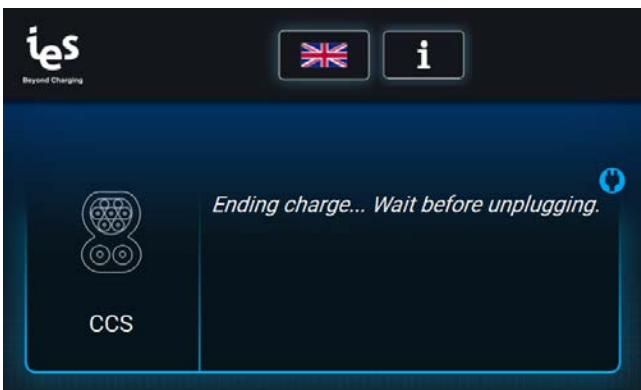 ies
Beyond Charging
i
Ending charge... Wait before unplugging.
CCS